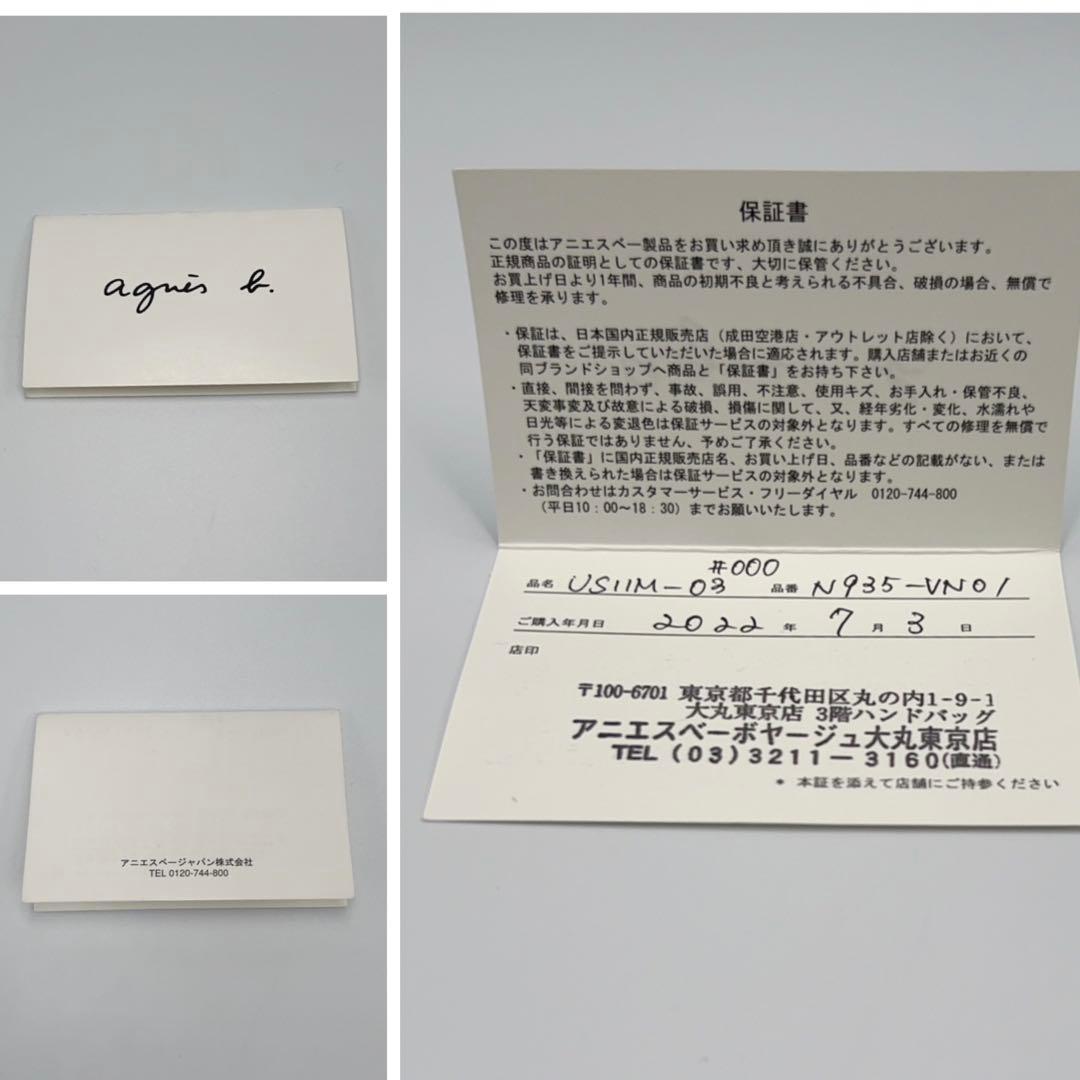 agnès b.
アニエスベージャパン株式会社
TEL 0120-744-800
保証書
この度はアニエスベー製品をお買い求め頂き誠にありがとうございます。
正規商品の証明としての保証書です、大切に保管ください。
お買上げ日より1年間、商品の初期不良と考えられる不具合、破損の場合、無償で
修理を承ります。
・保証は、日本国内正規販売店（成田空港店・アウトレット店除く）において、
保証書をご提示していただいた場合に適応されます。購入店舗またはお近くの
同ブランドショップへ商品と「保証書」をお持ち下さい。
・直接、間接を問わず、事故、誤用、不注意、使用キズ、お手入れ・保管不良、
天変事変及び故意による破損、損傷に関して、又、経年劣化・変化、水濡れや
日光等による変退色は保証サービスの対象外となります。すべての修理を無償で
行う保証ではありません、予めご了承ください。
・「保証書」に国内正規販売店名、お買い上げ日、品番などの記載がない、または
書き換えられた場合は保証サービスの対象外となります。
・お問合わせはカスタマーサービス・フリーダイヤル 0120-744-800
（平日10：00～18：30）までお願いいたします。
#000
品名 US11M-03 品番 N935-VN01
ご購入年月日 2022 年 7 月 3 日
店印
〒100-6701 東京都千代田区丸の内1-9-1
大丸東京店 3階ハンドバッグ
アニエスベーボヤージュ大丸東京店
TEL (03) 3211-3160(直通)
* 本証を添えて店舗にご持参ください